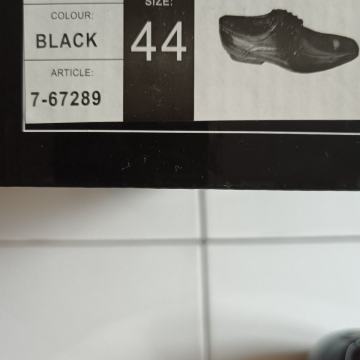 COLOUR:
BLACK
ARTICLE:
7-67289
SIZE:
44